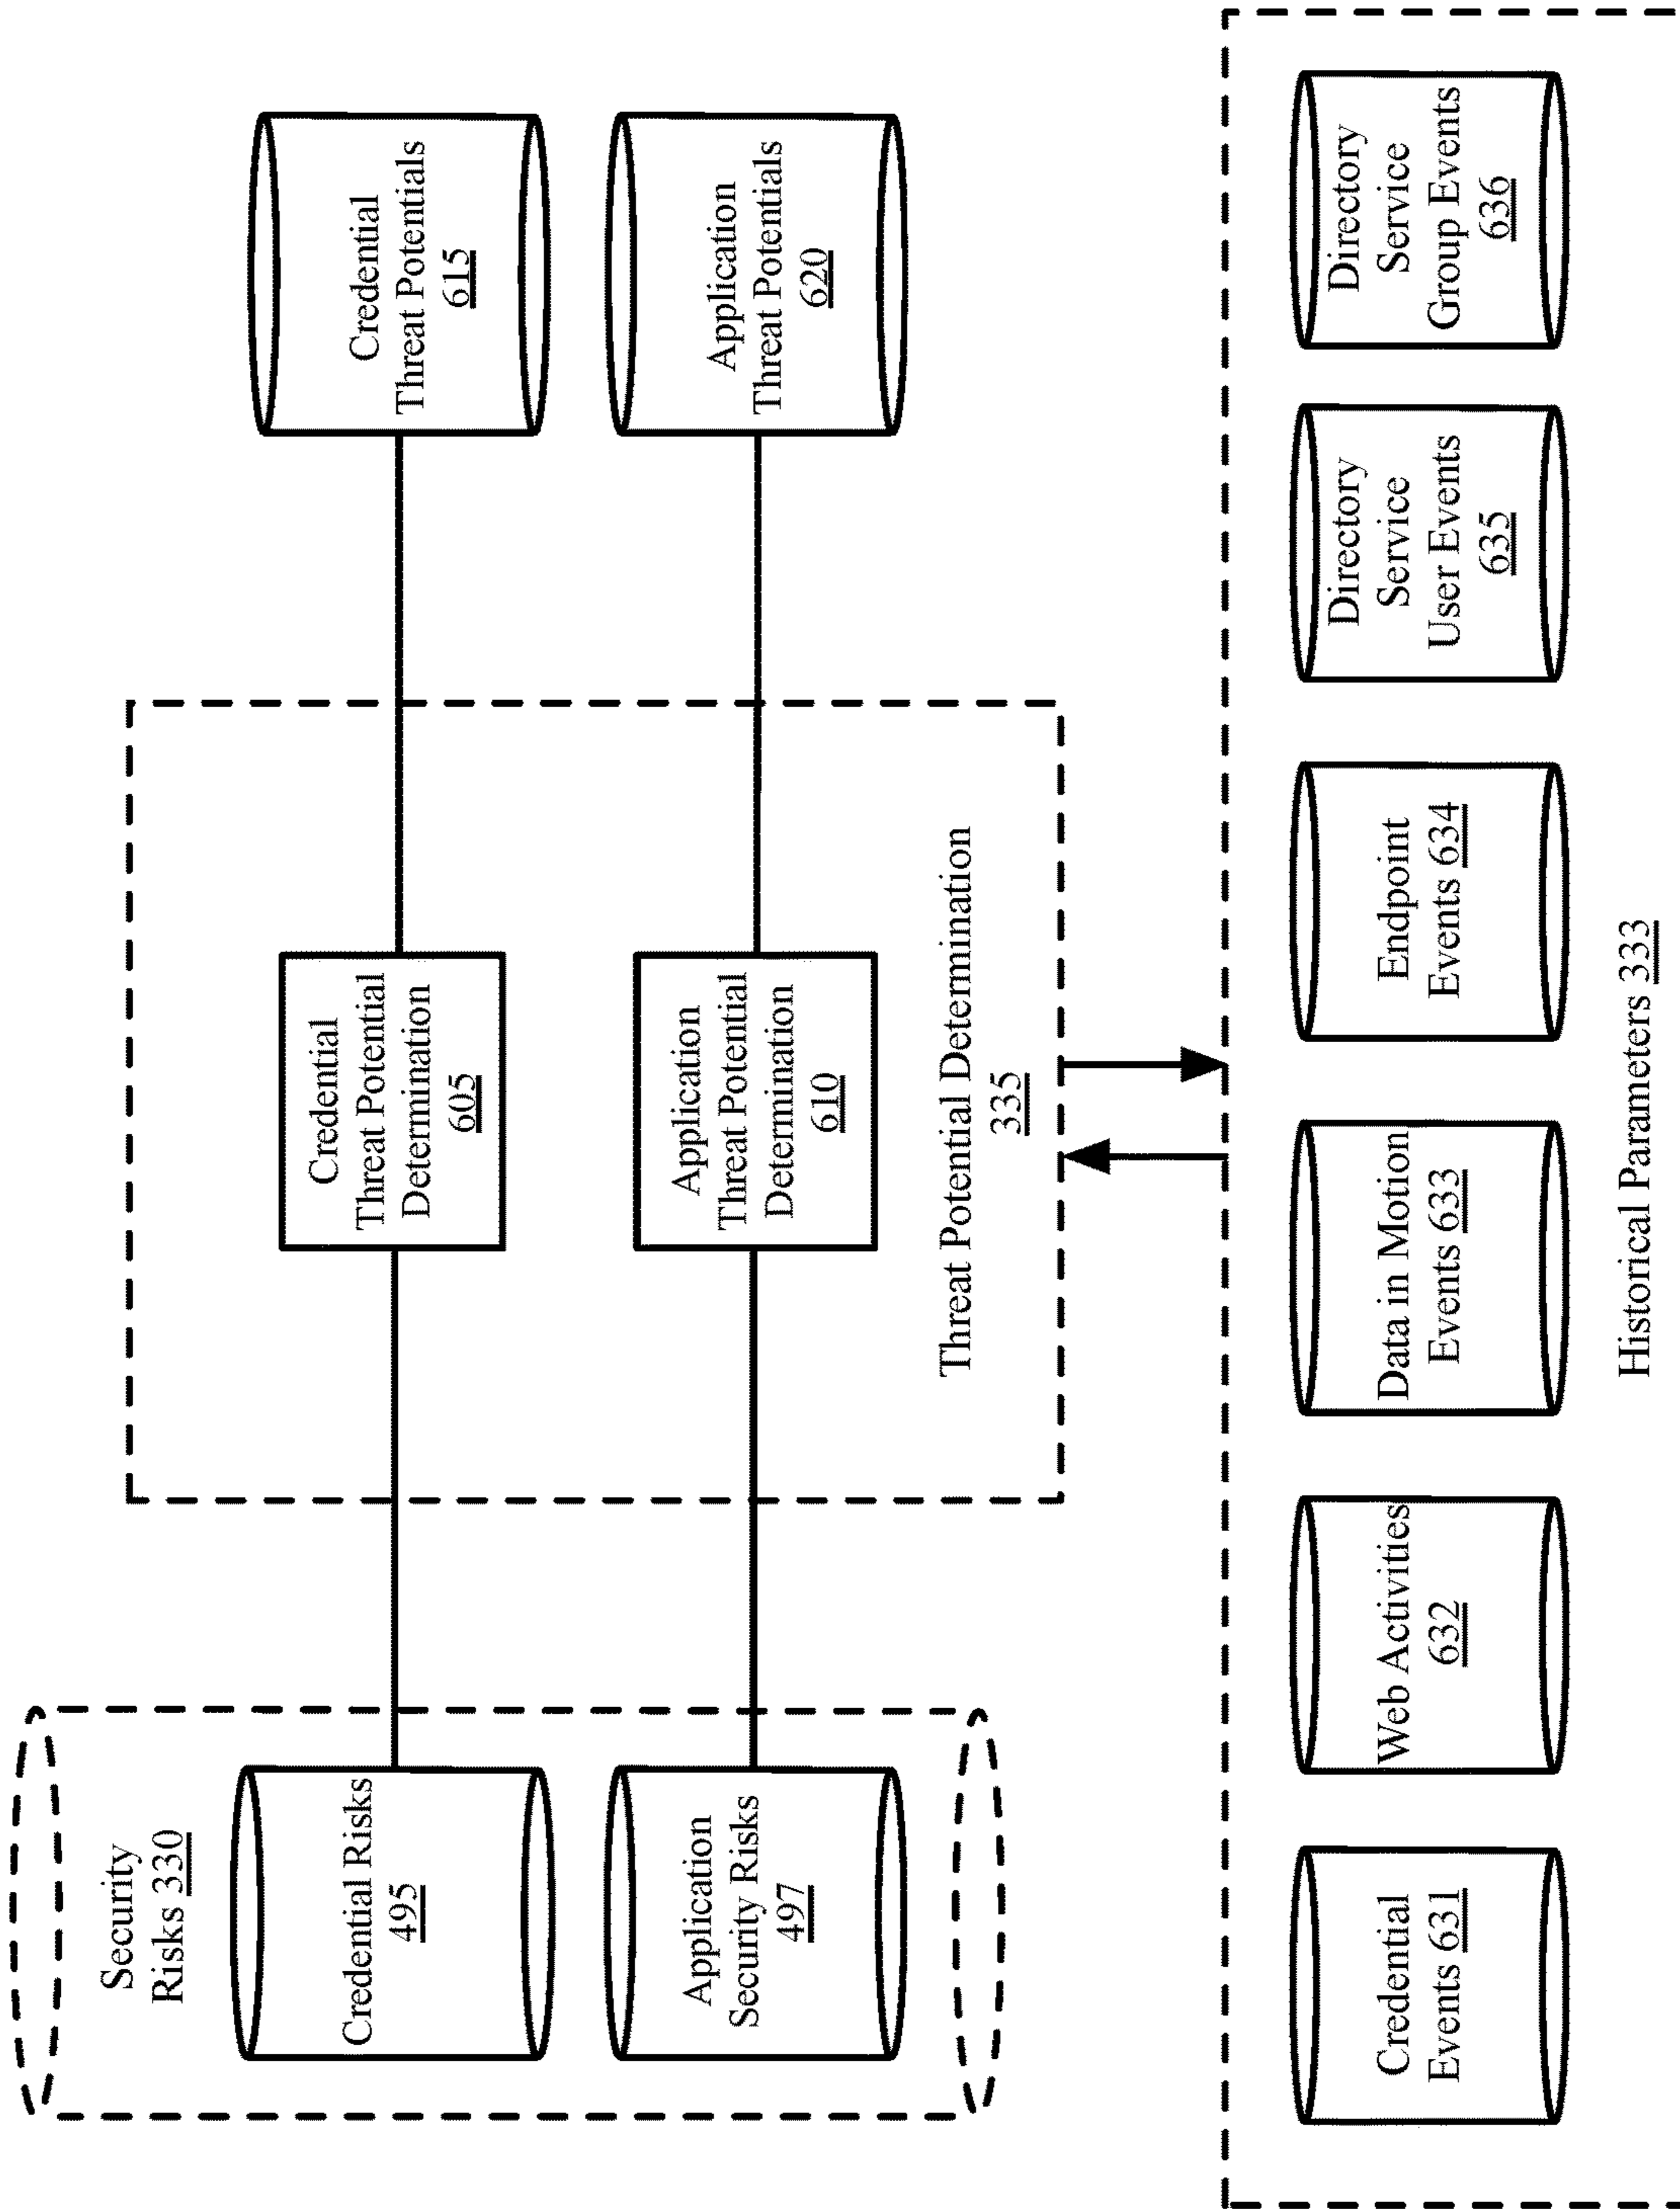 Security
Risks 330
Credential Risks
495
Application
Security Risks
497
Credential
Threat Potential
Determination
605
Application
Threat Potential
Determination
610
Threat Potential Determination
335
Credential
Threat Potentials
615
Application
Threat Potentials
620
Credential
Events 631
Web Activities
632
Data in Motion
Events 633
Endpoint
Events 634
Directory
Service
User Events
635
Directory
Service
Group Events
636
Historical Parameters 333